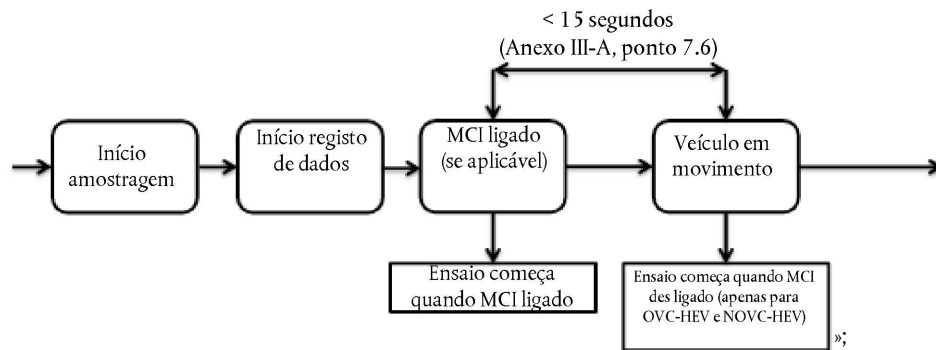 < 15 segundos
(Anexo III-A, ponto 7.6)
Início
amostragem
Início registo
de dados
MCI ligado
(se aplicável)
Veículo em
movimento
Ensaio começa
quando MCI ligado
Ensaio começa quando MCI
des ligado (apenas para
OVC-HEV e NOVC-HEV)
»;